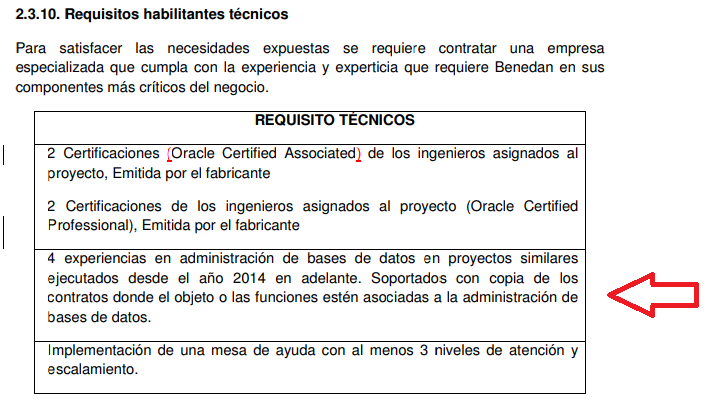 2.3.10. Requisitos habilitantes técnicos
Para satisfacer las necesidades expuestas se requiere contratar una empresa
especializada que cumpla con la experiencia y experticia que requiere Benedan en sus
componentes más críticos del negocio.
REQUISITO TÉCNICOS
2 Certificaciones (Oracle Certified Associated) de los ingenieros asignados al
proyecto, Emitida por el fabricante
2 Certificaciones de los ingenieros asignados al proyecto (Oracle Certified
Professional), Emitida por el fabricante
4 experiencias en administración de bases de datos en proyectos similares
ejecutados desde el año 2014 en adelante. Soportados con copia de los
contratos donde el objeto o las funciones estén asociadas a la administración de
bases de datos.
Implementación de una mesa de ayuda con al menos 3 niveles de atención y
escalamiento.